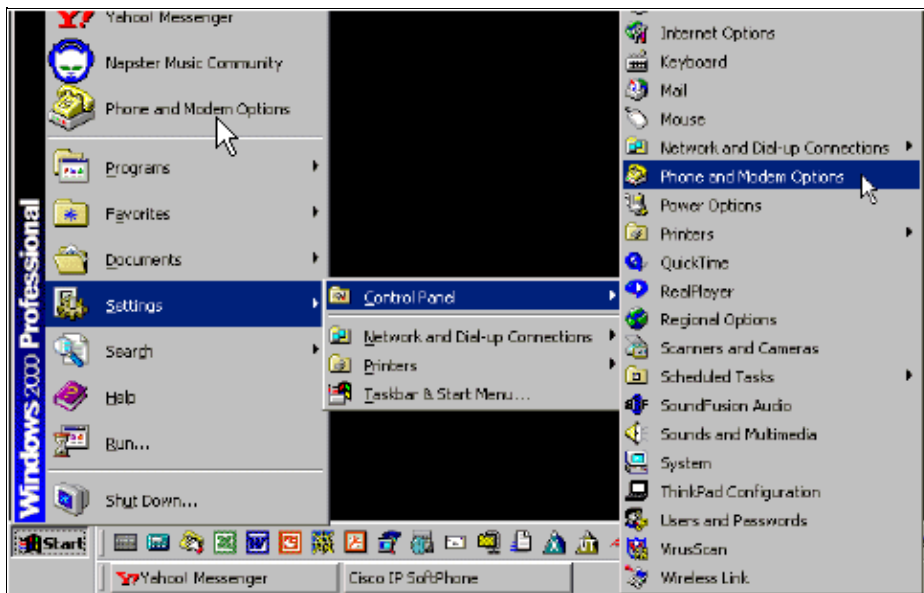 Yahoo! Messenger
Napster Music Community
Phone and Modem Options
Programs
Favorites
Documents
Settings
Search
Help
Run...
Shut Down...
Windows 2000 Professional
Control Panel
Network and Dial-up Connections
Printers
Taskbar & Start Menu...
Internet Options
Keyboard
Mail
Mouse
Network and Dial-up Connections
Phone and Modem Options
Power Options
Printers
QuickTime
RealPlayer
Regional Options
Scanners and Cameras
Scheduled Tasks
SoundFusion Audio
Sounds and Multimedia
System
ThinkPad Configuration
Users and Passwords
VirusScan
Wireless Link
Start
Yahoo! Messenger
Cisco IP SoftPhone